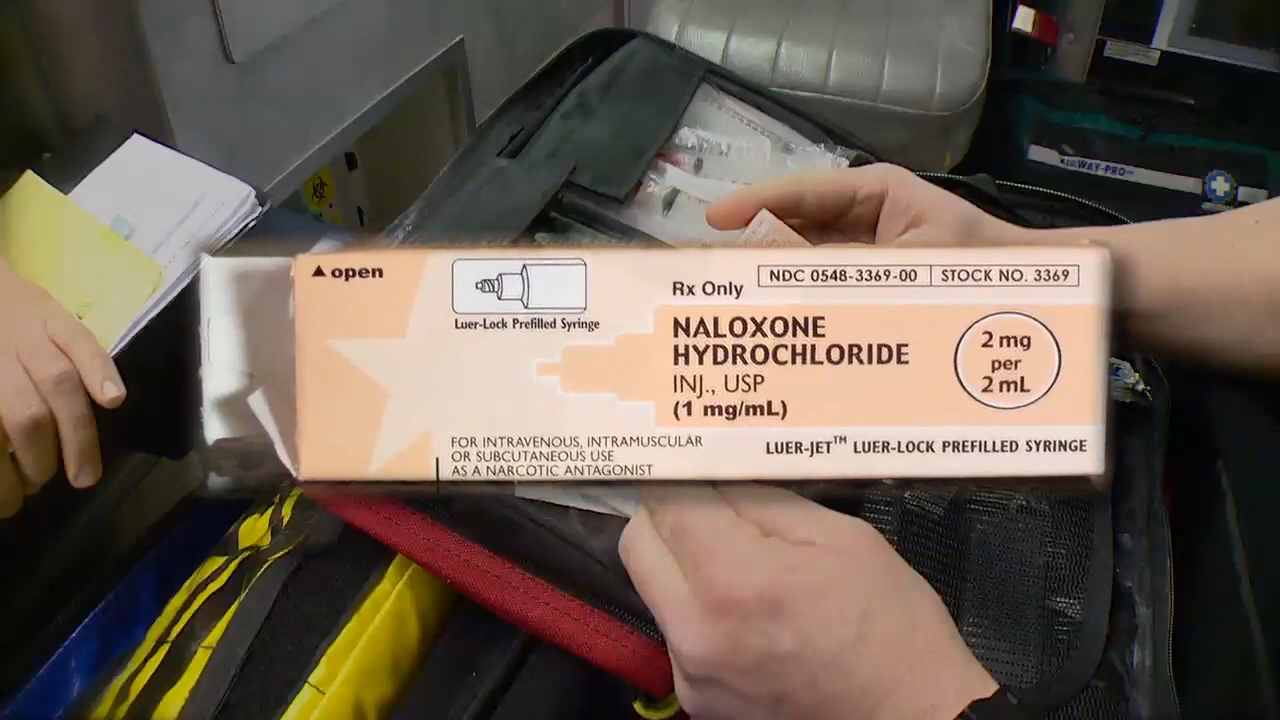 ▲ open
Luer-Lock Prefilled Syringe
Rx Only
NDC 0548-3369-00
STOCK NO. 3369
NALOXONE
HYDROCHLORIDE
INJ., USP
(1 mg/mL)
2 mg
per
2 mL
FOR INTRAVENOUS, INTRAMUSCULAR
OR SUBCUTANEOUS USE
AS A NARCOTIC ANTAGONIST
LUER-JET™ LUER-LOCK PREFILLED SYRINGE
AIRWAY-PRO